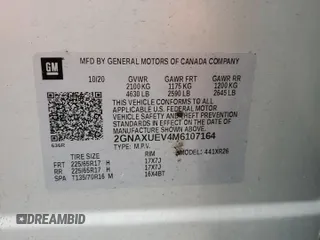 GM
MFD BY GENERAL MOTORS OF CANADA COMPANY
10/20 GVWR GAWR FRT GAWR RR
2100 KG 1175 KG 1200 KG
4630 LB 2590 LB 2645 LB
THIS VEHICLE CONFORMS TO ALL APPLICABLE
U.S. FEDERAL MOTOR
VEHICLE SAFETY, BUMPER, AND
THEFT PREVENTION STANDARDS IN EFFECT ON
THE DATE OF MANUFACTURE SHOWN ABOVE.
2GNAXUEV4M6107164
TYPE: M.P.V. MODEL: 441XR26
TIRE SIZE RIM
FRT 225/65R17 H 17X7J
RR 225/65R17 H 17X7J
SPA T135/70R16 M 16X4BT
DASHBOARD LIGHT